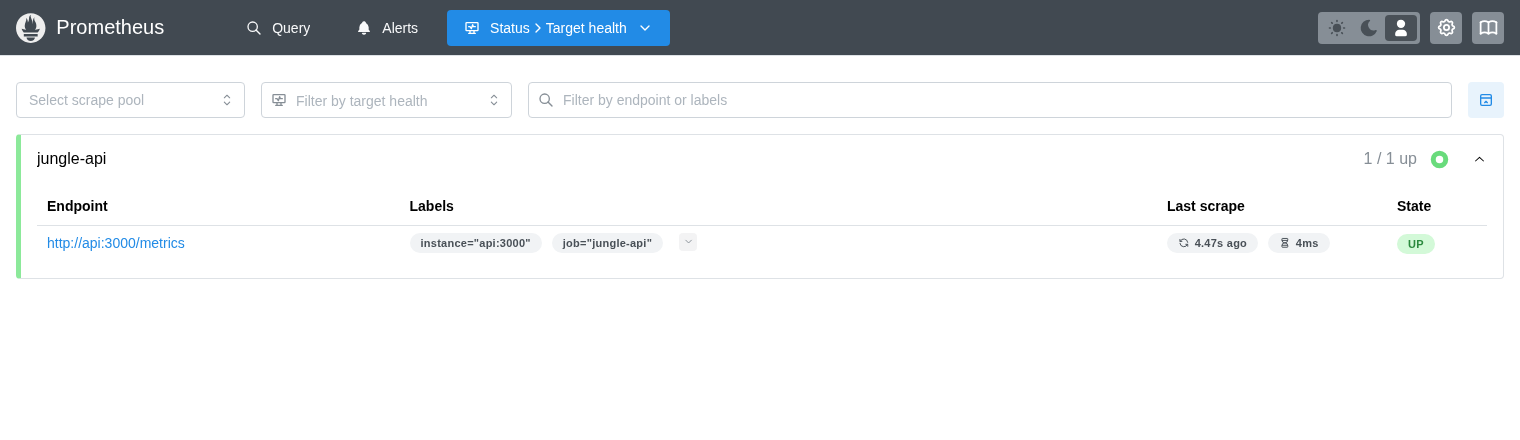 Prometheus Query Alerts Status > Target health
Select scrape pool Filter by target health Filter by endpoint or labels
jungle-api 1 / 1 up
Endpoint Labels Last scrape State
http://api:3000/metrics instance="api:3000" job="jungle-api" 4.47s ago 4ms UP